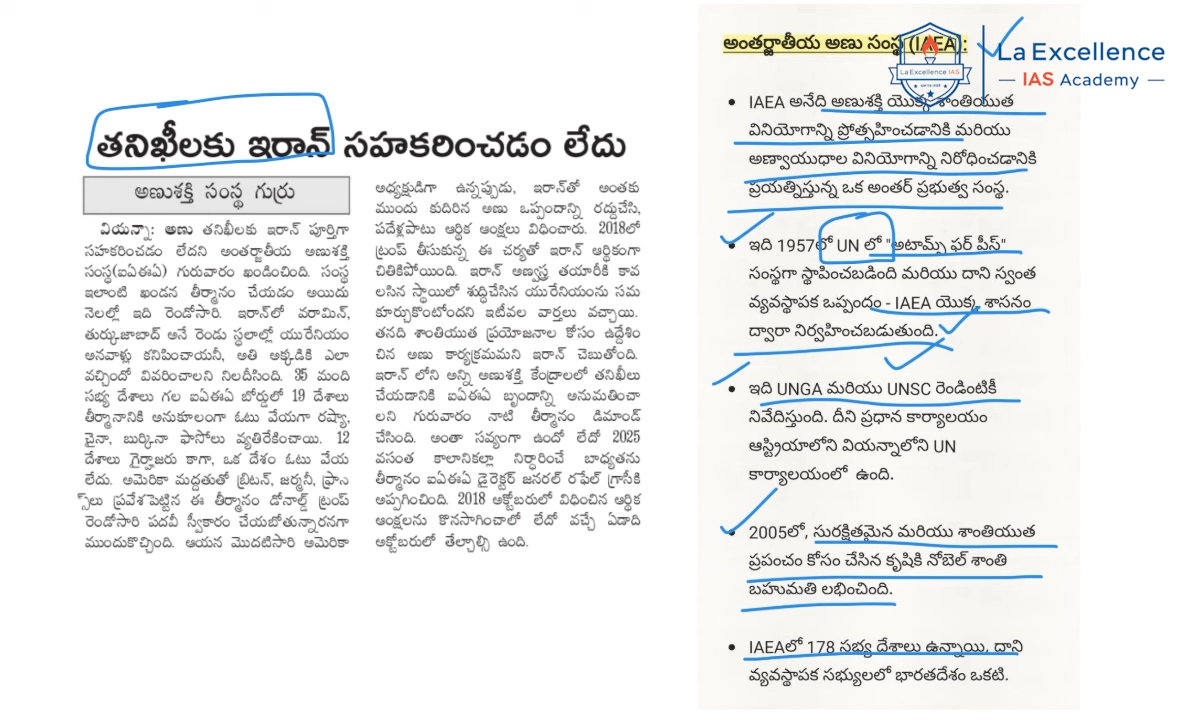 తనిఖీలకు ఇరాన్ సహకరించడం లేదు
అణుశక్తి సంస్థ గుర్రు
వియన్నా: అణు తనిఖీలకు ఇరాన్ పూర్తిగా
సహకరించడం లేదని అంతర్జాతీయ అణుశక్తి
సంస్థ(ఐఏఈఏ) గురువారం ఖండించింది. సంస్థ
ఇలాంటి ఖండన తీర్మానం చేయడం అయిదు
నెలల్లో ఇది రెండోసారి. ఇరాన్‌లో వరామిన్,
తుర్కుజాబాద్ అనే రెండు స్థలాల్లో యురేనియం
అనవాళ్లు కనిపించాయనీ, అతి అక్కడికి ఎలా
వచ్చిందో వివరించాలని నిలదీసింది. 35 మంది
సభ్య దేశాలు గల ఐఏఈఏ బోర్డులో 19 దేశాలు
తీర్మానానికి అనుకూలంగా ఓటు వేయగా రష్యా,
చైనా, బుర్కినా ఫాసోలు వ్యతిరేకించాయి. 12
దేశాలు గైర్హాజరు కాగా, ఒక దేశం ఓటు వేయ
లేదు. అమెరికా మద్దతుతో బ్రిటన్, జర్మనీ, ఫ్రాన్
స్‌లు ప్రవేశపెట్టిన ఈ తీర్మానం డోనాల్డ్ ట్రంప్
రెండోసారి పదవీ స్వీకారం చేయబోతున్నారనగా
ముందుకొచ్చింది. ఆయన మొదటిసారి అమెరికా
అధ్యక్షుడిగా ఉన్నప్పుడు, ఇరాన్‌తో అంతకు
ముందు కుదిరిన అణు ఒప్పందాన్ని రద్దుచేసి,
పదేళ్లపాటు ఆర్థిక ఆంక్షలు విధించారు. 2018లో
ట్రంప్ తీసుకున్న ఈ చర్యతో ఇరాన్ ఆర్థికంగా
చితికిపోయింది. ఇరాన్ అణ్వస్త్ర తయారీకి కావ
లసిన స్థాయిలో శుద్ధిచేసిన యురేనియంను సమ
కూర్చుకొంటోందని ఇటీవల వార్తలు వచ్చాయి.
తనది శాంతియుత ప్రయోజనాల కోసం ఉద్దేశిం
చిన అణు కార్యక్రమమని ఇరాన్ చెబుతోంది.
ఇరాన్ లోని అన్ని అణుశక్తి కేంద్రాలలో తనిఖీలు
చేయడానికి ఐఏఈఏ బృందాన్ని అనుమతించా
లని గురువారం నాటి తీర్మానం డిమాండ్
చేసింది. అంతా సవ్యంగా ఉందో లేదో 2025
వసంత కాలానికల్లా నిర్ధారించే బాధ్యతను
తీర్మానం ఐఏఈఏ డైరెక్టర్ జనరల్ రఫేల్ గ్రాసీకి
అప్పగించింది. 2018 అక్టోబరులో విధించిన ఆర్థిక
ఆంక్షలను కొనసాగించాలో లేదో వచ్చే ఏడాది
అక్టోబరులో తేల్చాల్సి ఉంది.
అంతర్జాతీయ అణు సంస్థ (IAEA) :
La Excellence IAS
La Excellence
IAS Academy
• IAEA అనేది అణుశక్తి యొక్క శాంతియుత
వినియోగాన్ని ప్రోత్సహించడానికి మరియు
అణ్వాయుధాల వినియోగాన్ని నిరోధించడానికి
ప్రయత్నిస్తున్న ఒక అంతర్ ప్రభుత్వ సంస్థ.
• ఇది 1957లో UN లో "అటామ్స్ ఫర్ పీస్"
సంస్థగా స్థాపించబడింది మరియు దాని స్వంత
వ్యవస్థాపక ఒప్పందం - IAEA యొక్క శాసనం
ద్వారా నిర్వహించబడుతుంది.
• ఇది UNGA మరియు UNSC రెండింటికీ
నివేదిస్తుంది. దీని ప్రధాన కార్యాలయం
ఆస్ట్రియాలోని వియన్నాలోని UN
కార్యాలయంలో ఉంది.
• 2005లో, సురక్షితమైన మరియు శాంతియుత
ప్రపంచం కోసం చేసిన కృషికి నోబెల్ శాంతి
బహుమతి లభించింది.
• IAEAలో 178 సభ్య దేశాలు ఉన్నాయి, దాని
వ్యవస్థాపక సభ్యులలో భారతదేశం ఒకటి.